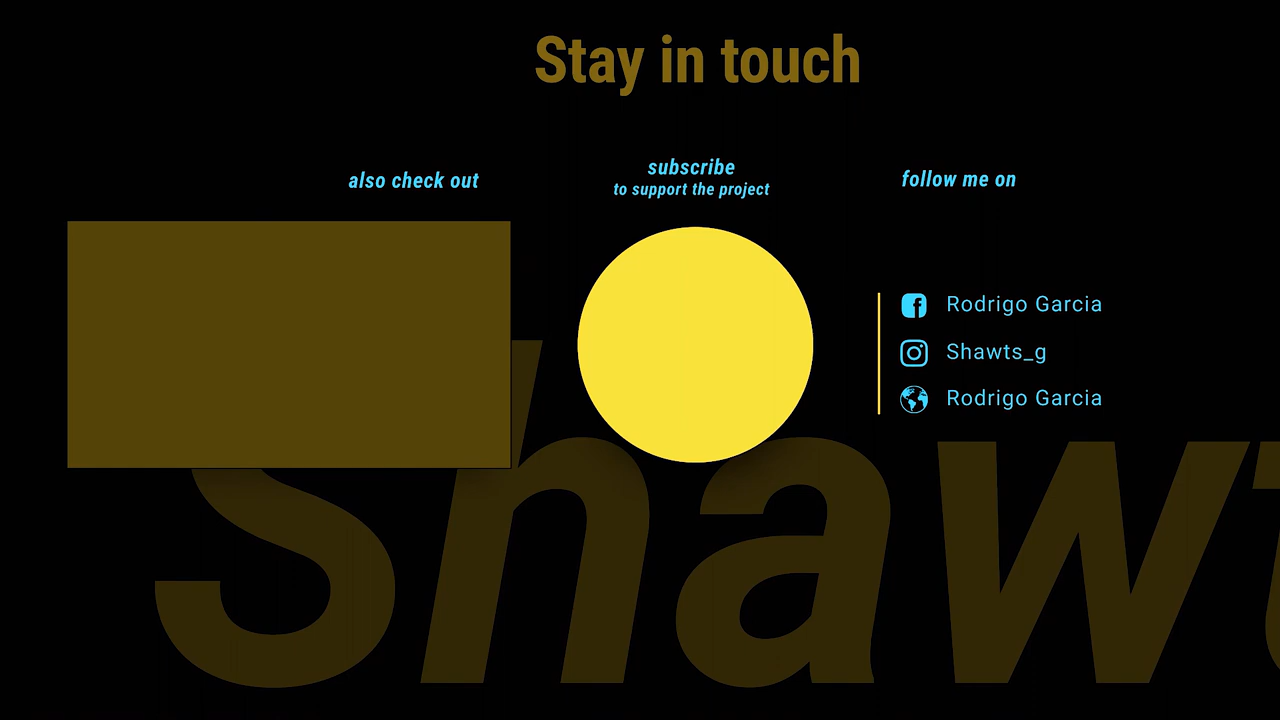 Stay in touch
also check out
subscribe
to support the project
follow me on
Rodrigo Garcia
Shawts_g
Rodrigo Garcia